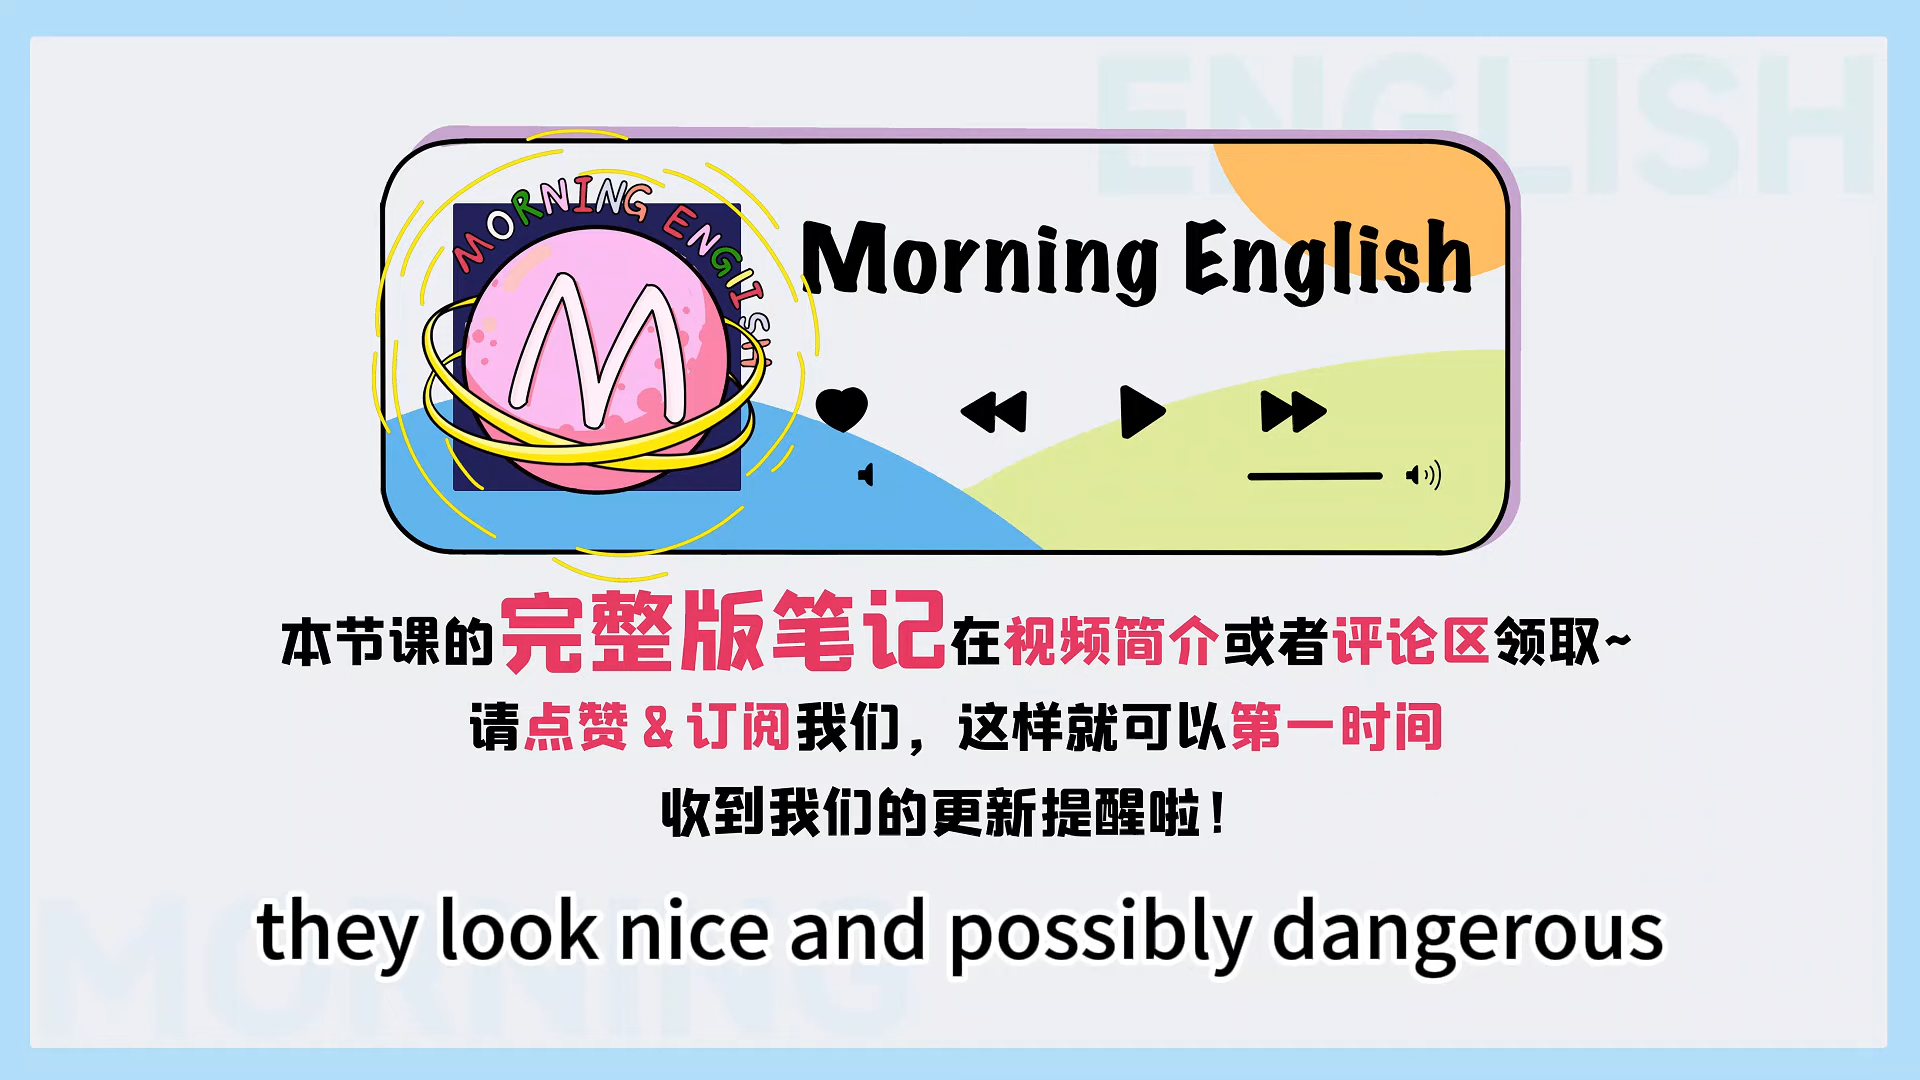 ENGLISH
MORNING ENGLISH
M
Morning English
本节课的完整版笔记在视频简介或者评论区领取~
请点赞&订阅我们，这样就可以第一时间
收到我们的更新提醒啦！
MORNING
they look nice and possibly dangerous